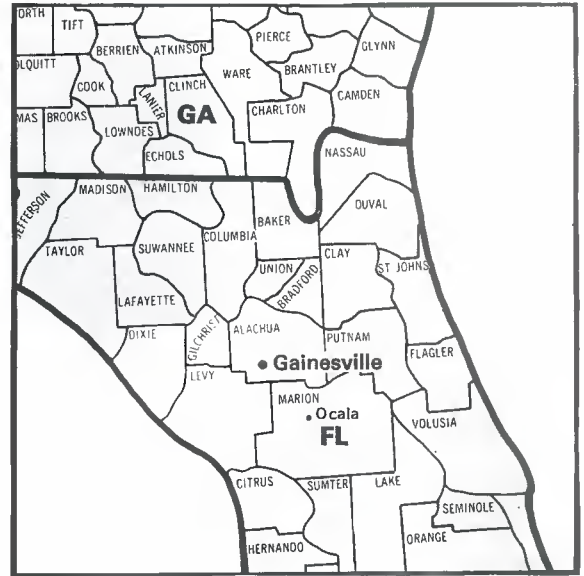 ORTH
TIFT
PIERCE
GLYNN
BERRIEN
ATKINSON
OLQUITT
WARE
BRANTLEY
COOK
LANIER
CLINCH
CAMDEN
CHARLTON
MAS
BROOKS
GA
LOWNDES
NASSAU
ECHOLS
MADISON
HAMILTON
JEFFERSON
DUVAL
BAKER
COLUMBIA
TAYLOR
SUWANNEE
CLAY
UNION
BRADFORD
ST JOHNS
LAFAYETTE
GILCHRIST
DIXIE
ALACHUA
PUTNAM
FLAGLER
Gainesville
LEVY
MARION
Ocala
VOLUSIA
FL
CITRUS
SUMTER
LAKE
SEMINOLE
ORANGE
HERNANDO